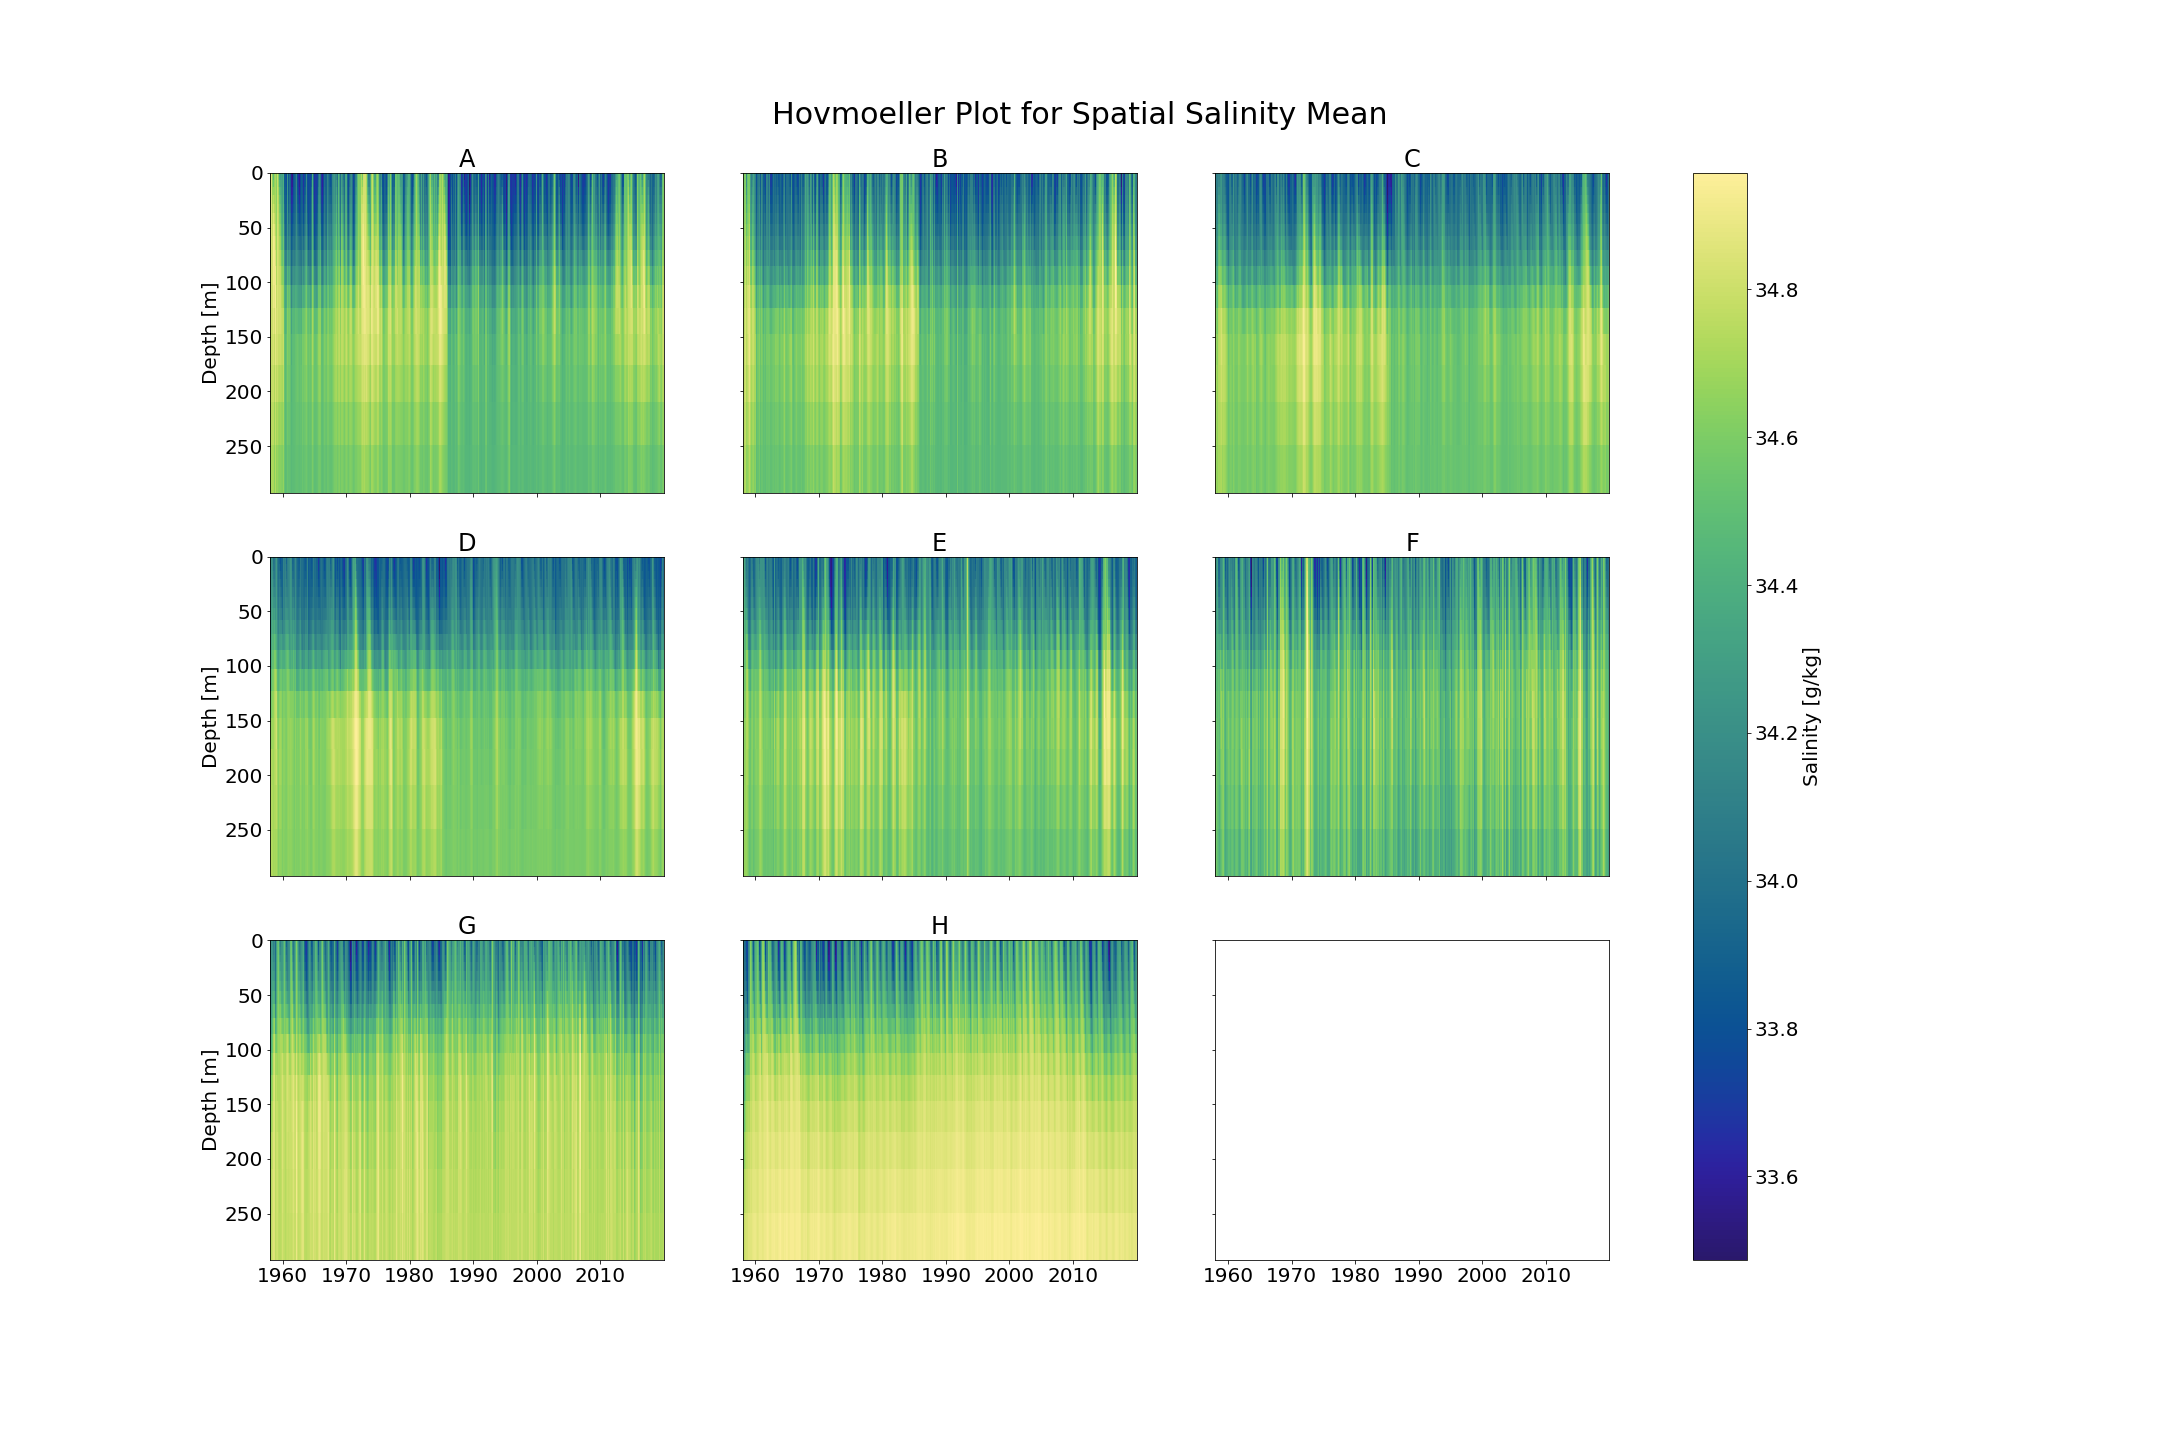 Hovmoeller Plot for Spatial Salinity Mean
A
B
C
0
50
100
150
200
250
Depth [m]
D
E
F
0
50
100
150
200
250
Depth [m]
G
H
0
50
100
150
200
250
Depth [m]
1960 1970 1980 1990 2000 2010
1960 1970 1980 1990 2000 2010
1960 1970 1980 1990 2000 2010
34.8
34.6
34.4
34.2
34.0
33.8
33.6
Salinity [g/kg]